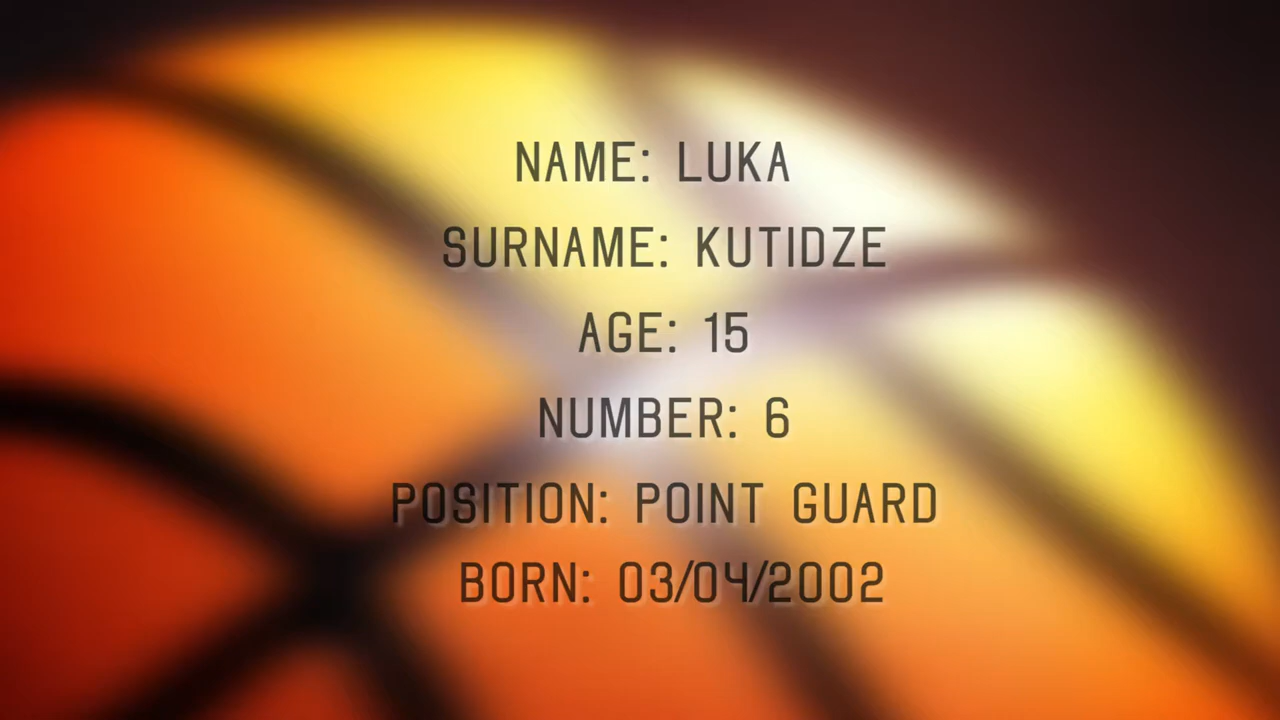 NAME: LUKA
SURNAME: KUTIDZE
AGE: 15
NUMBER: 6
POSITION: POINT GUARD
BORN: 03/04/2002